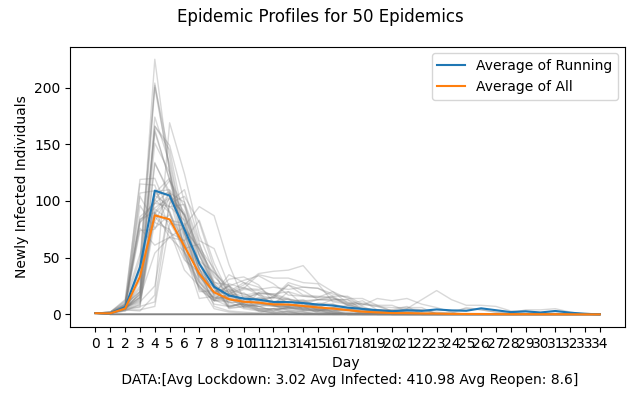 Epidemic Profiles for 50 Epidemics
Average of Running
Average of All
Newly Infected Individuals
200
150
100
50
0
0 1 2 3 4 5 6 7 8 9 10 11 12 13 14 15 16 17 18 19 20 21 22 23 24 25 26 27 28 29 30 31 32 33 34
Day
DATA:[Avg Lockdown: 3.02 Avg Infected: 410.98 Avg Reopen: 8.6]